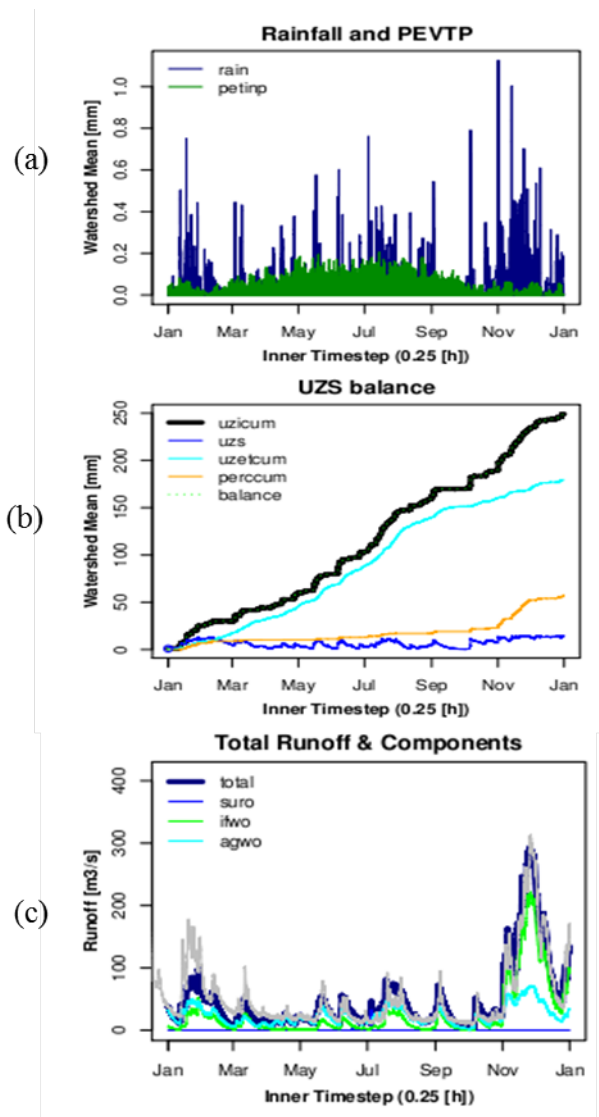 Rainfall and PEVTP
(a)
rain
petinp
Watershed Mean [mm]
1.0
0.8
0.6
0.4
0.2
0.0
Jan Mar May Jul Sep Nov Jan
Inner Timestep (0.25 [h])
UZS balance
(b)
uzicum
uzs
uzetcum
perccum
balance
Watershed Mean [mm]
250
200
150
100
50
0
Jan Mar May Jul Sep Nov Jan
Inner Timestep (0.25 [h])
Total Runoff & Components
(c)
total
suro
ifwo
agwo
Runoff [m3/s]
400
300
200
100
0
Jan Mar May Jul Sep Nov Jan
Inner Timestep (0.25 [h])